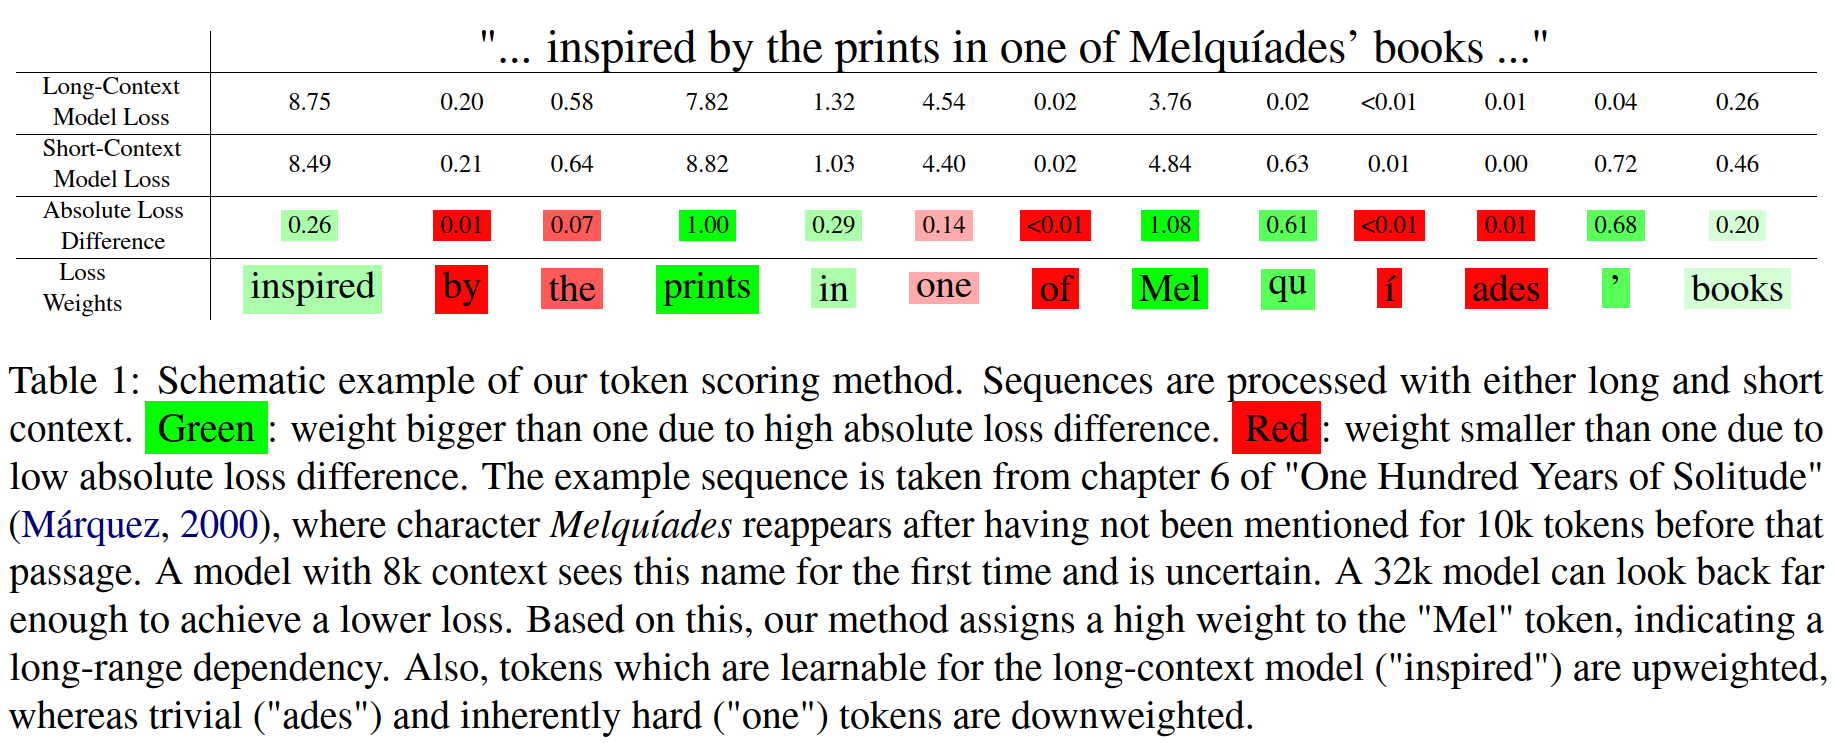 "... inspired by the prints in one of Melquíades’ books ..."
Long-Context
Model Loss 8.75 0.20 0.58 7.82 1.32 4.54 0.02 3.76 0.02 <0.01 0.01 0.04 0.26
Short-Context
Model Loss 8.49 0.21 0.64 8.82 1.03 4.40 0.02 4.84 0.63 0.01 0.00 0.72 0.46
Absolute Loss
Difference 0.26 0.01 0.07 1.00 0.29 0.14 <0.01 1.08 0.61 <0.01 0.01 0.68 0.20
Loss
Weights inspired by the prints in one of Mel qu í ades ’ books
Table 1: Schematic example of our token scoring method. Sequences are processed with either long and short
context. Green : weight bigger than one due to high absolute loss difference. Red : weight smaller than one due to
low absolute loss difference. The example sequence is taken from chapter 6 of "One Hundred Years of Solitude"
(Márquez, 2000), where character Melquíades reappears after having not been mentioned for 10k tokens before that
passage. A model with 8k context sees this name for the first time and is uncertain. A 32k model can look back far
enough to achieve a lower loss. Based on this, our method assigns a high weight to the "Mel" token, indicating a
long-range dependency. Also, tokens which are learnable for the long-context model ("inspired") are upweighted,
whereas trivial ("ades") and inherently hard ("one") tokens are downweighted.